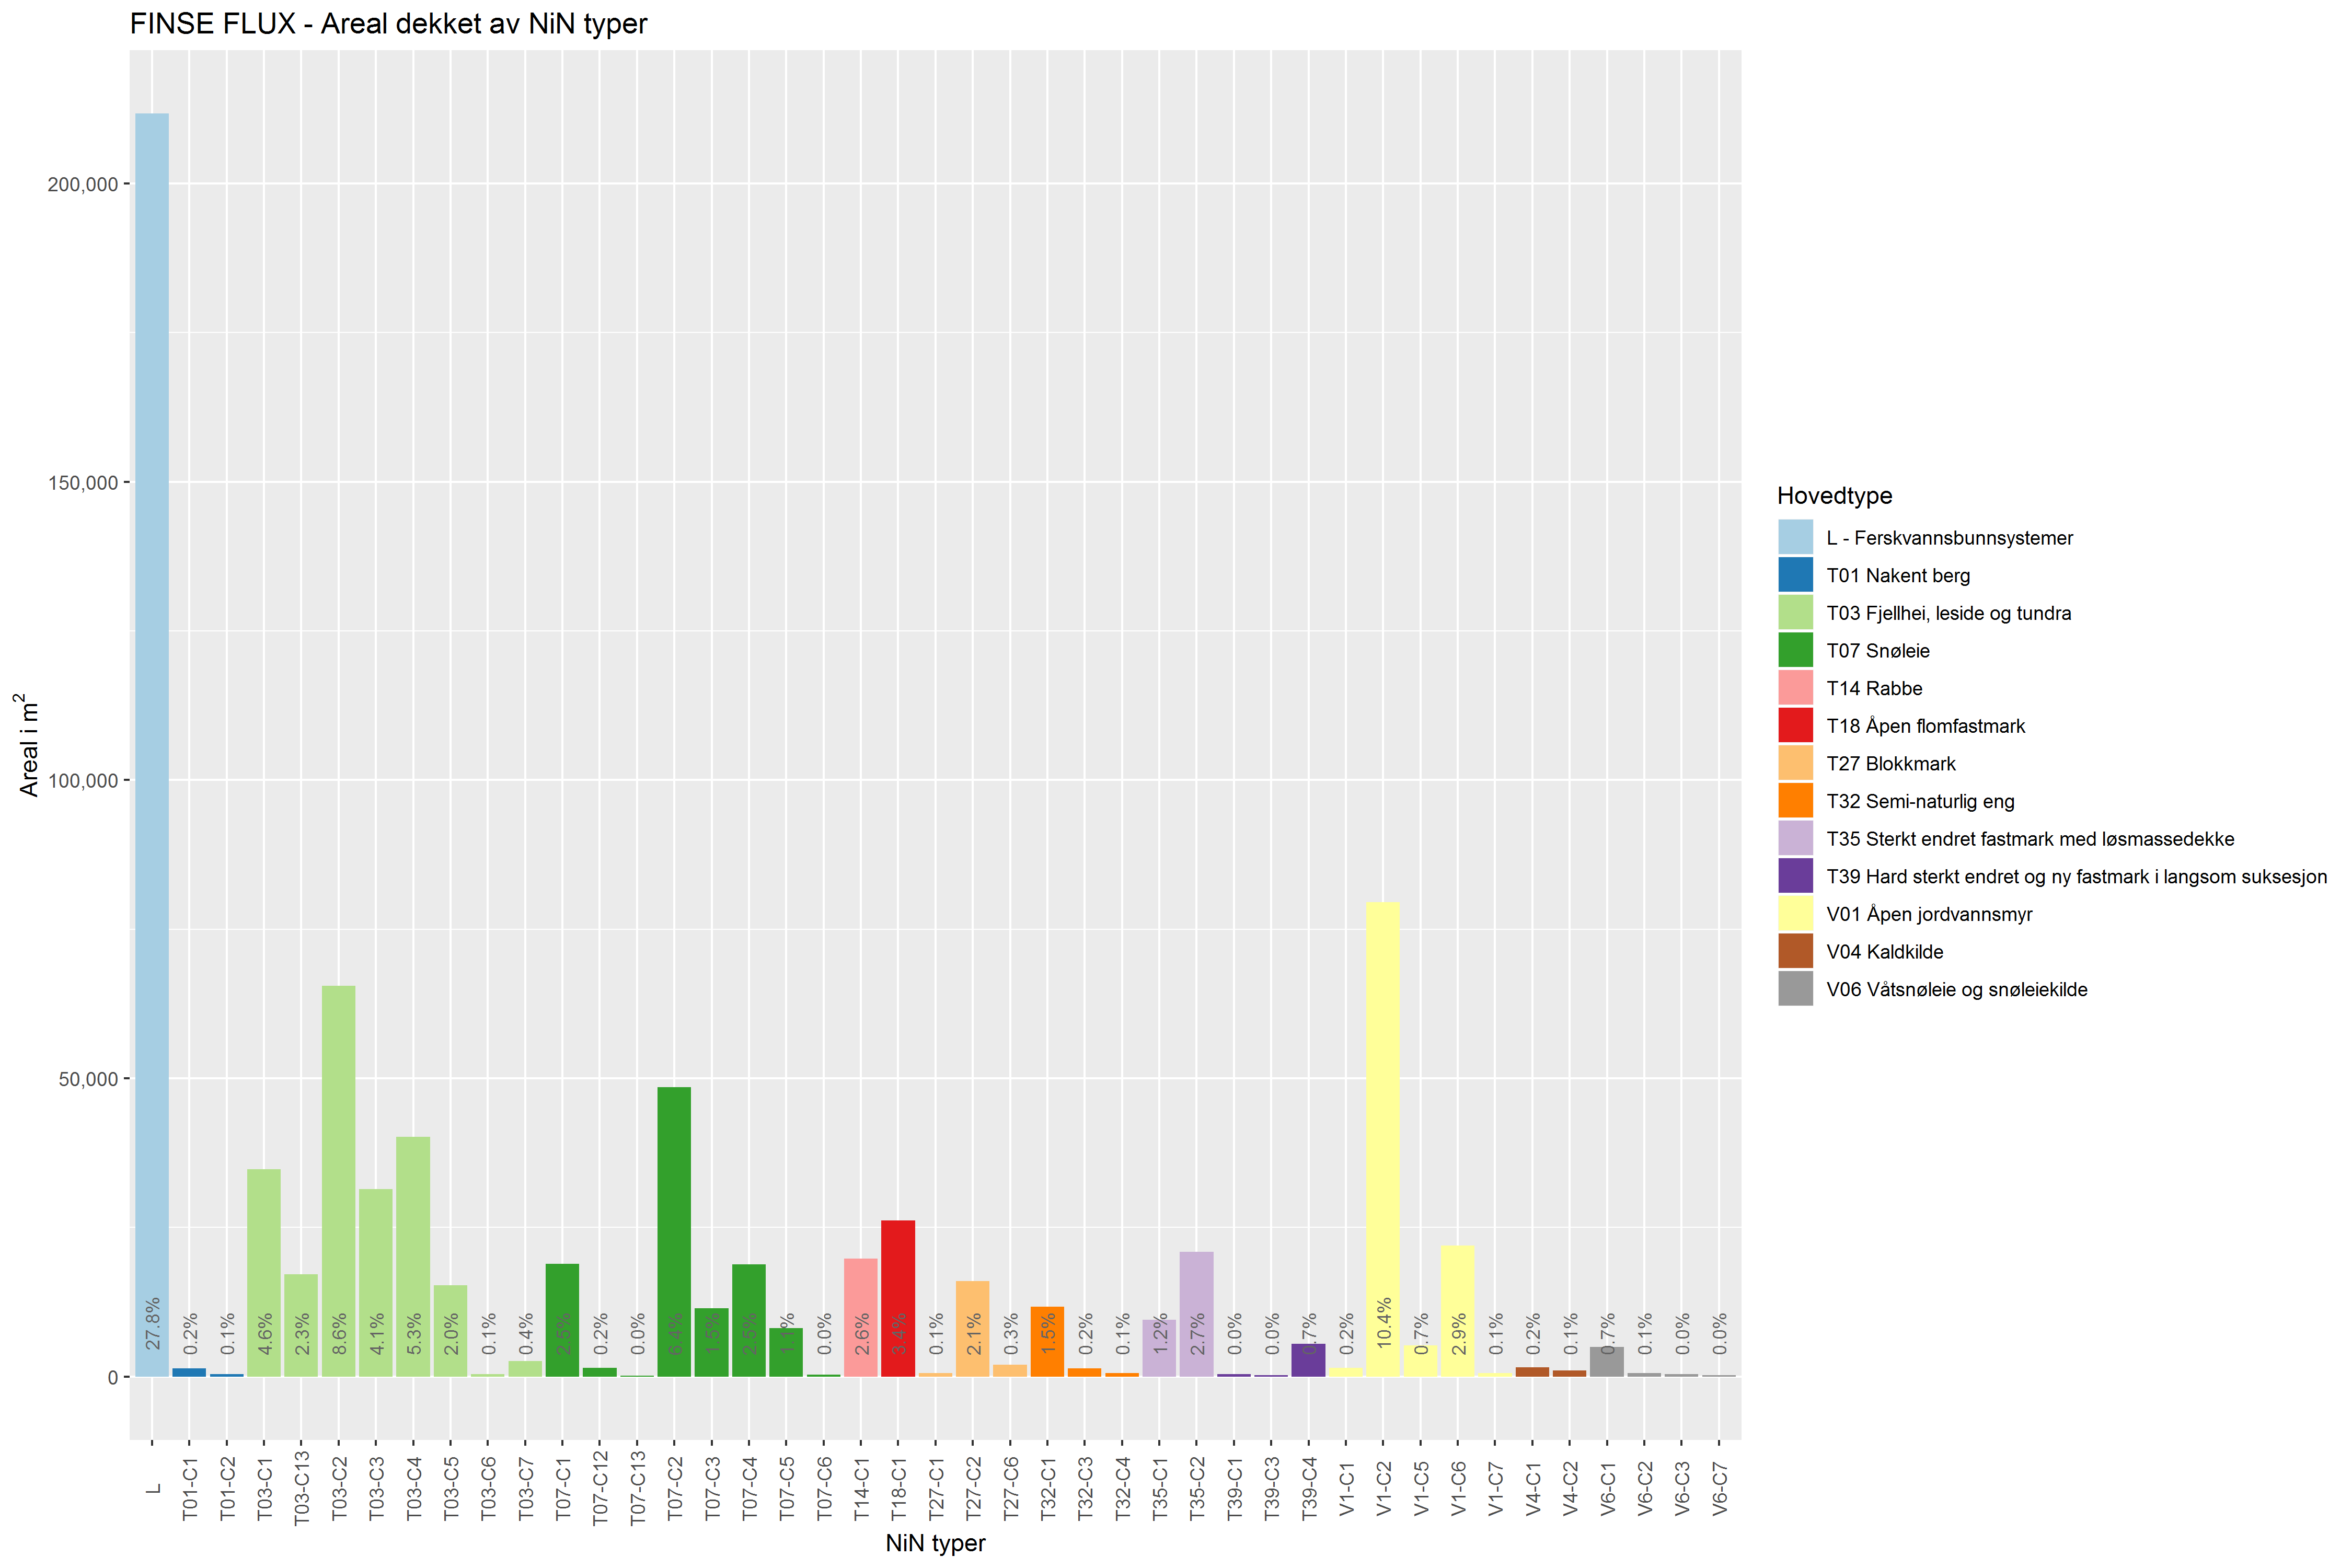 FINSE FLUX - Areal dekket av NiN typer
Areal i m²
200,000
150,000
100,000
50,000
0
27.8%
0.2%
0.1%
4.6%
2.3%
8.6%
4.1%
5.3%
2.0%
0.1%
0.4%
2.5%
0.2%
0.0%
6.4%
1.5%
2.5%
1.1%
0.0%
2.6%
3.4%
0.1%
2.1%
0.3%
1.5%
0.2%
0.1%
1.2%
2.7%
0.0%
0.0%
0.7%
0.2%
10.4%
0.7%
2.9%
0.1%
0.2%
0.1%
0.7%
0.1%
0.0%
0.0%
L
T01-C1
T01-C2
T03-C1
T03-C13
T03-C2
T03-C3
T03-C4
T03-C5
T03-C6
T03-C7
T07-C1
T07-C12
T07-C13
T07-C2
T07-C3
T07-C4
T07-C5
T07-C6
T14-C1
T18-C1
T27-C1
T27-C2
T27-C6
T32-C1
T32-C3
T32-C4
T35-C1
T35-C2
T39-C1
T39-C3
T39-C4
V1-C1
V1-C2
V1-C5
V1-C6
V1-C7
V4-C1
V4-C2
V6-C1
V6-C2
V6-C3
V6-C7
NiN typer
Hovedtype
L - Ferskvannsbunnsystemer
T01 Nakent berg
T03 Fjellhei, leside og tundra
T07 Snøleie
T14 Rabbe
T18 Åpen flomfastmark
T27 Blokkmark
T32 Semi-naturlig eng
T35 Sterkt endret fastmark med løsmassedekke
T39 Hard sterkt endret og ny fastmark i langsom suksesjon
V01 Åpen jordvannsmyr
V04 Kaldkilde
V06 Våtsnøleie og snøleiekilde